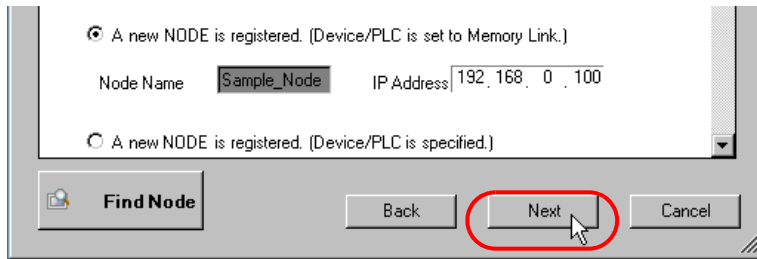 A new NODE is registered. (Device/PLC is set to Memory Link.)
Node Name Sample_Node IP Address 192. 168. 0 . 100
A new NODE is registered. (Device/PLC is specified.)
Find Node Back Next Cancel